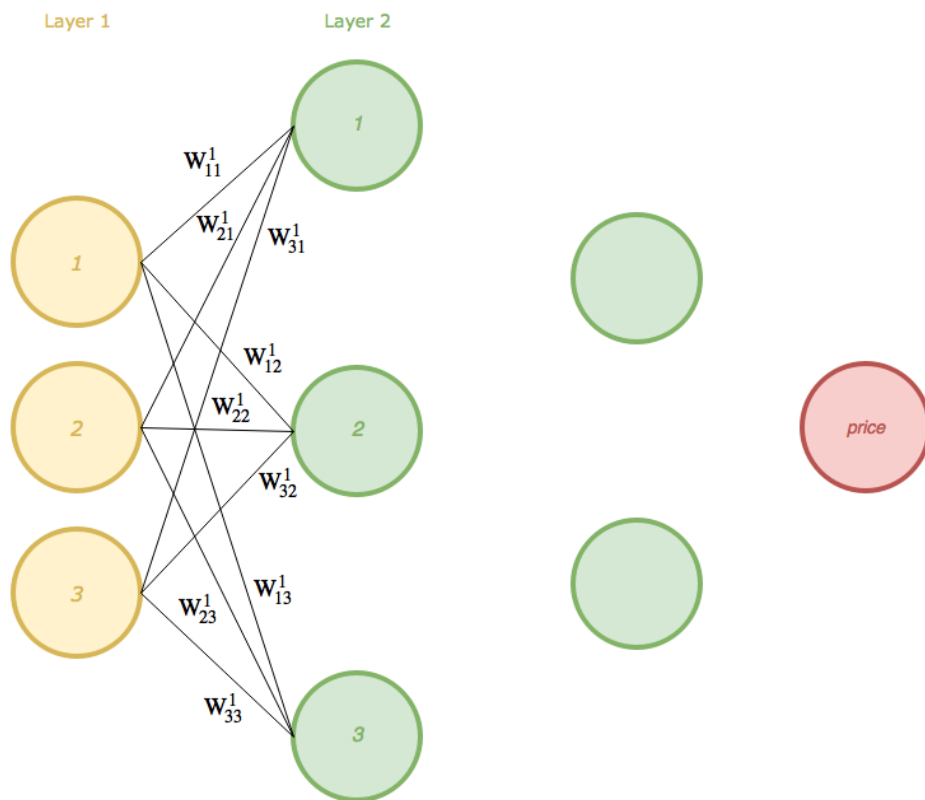 Layer 1
Layer 2
1
W¹₁₁
W¹₂₁
W¹₃₁
1
W¹₁₂
W¹₂₂
2
2
price
W¹₃₂
3
W¹₁₃
W¹₂₃
W¹₃₃
3